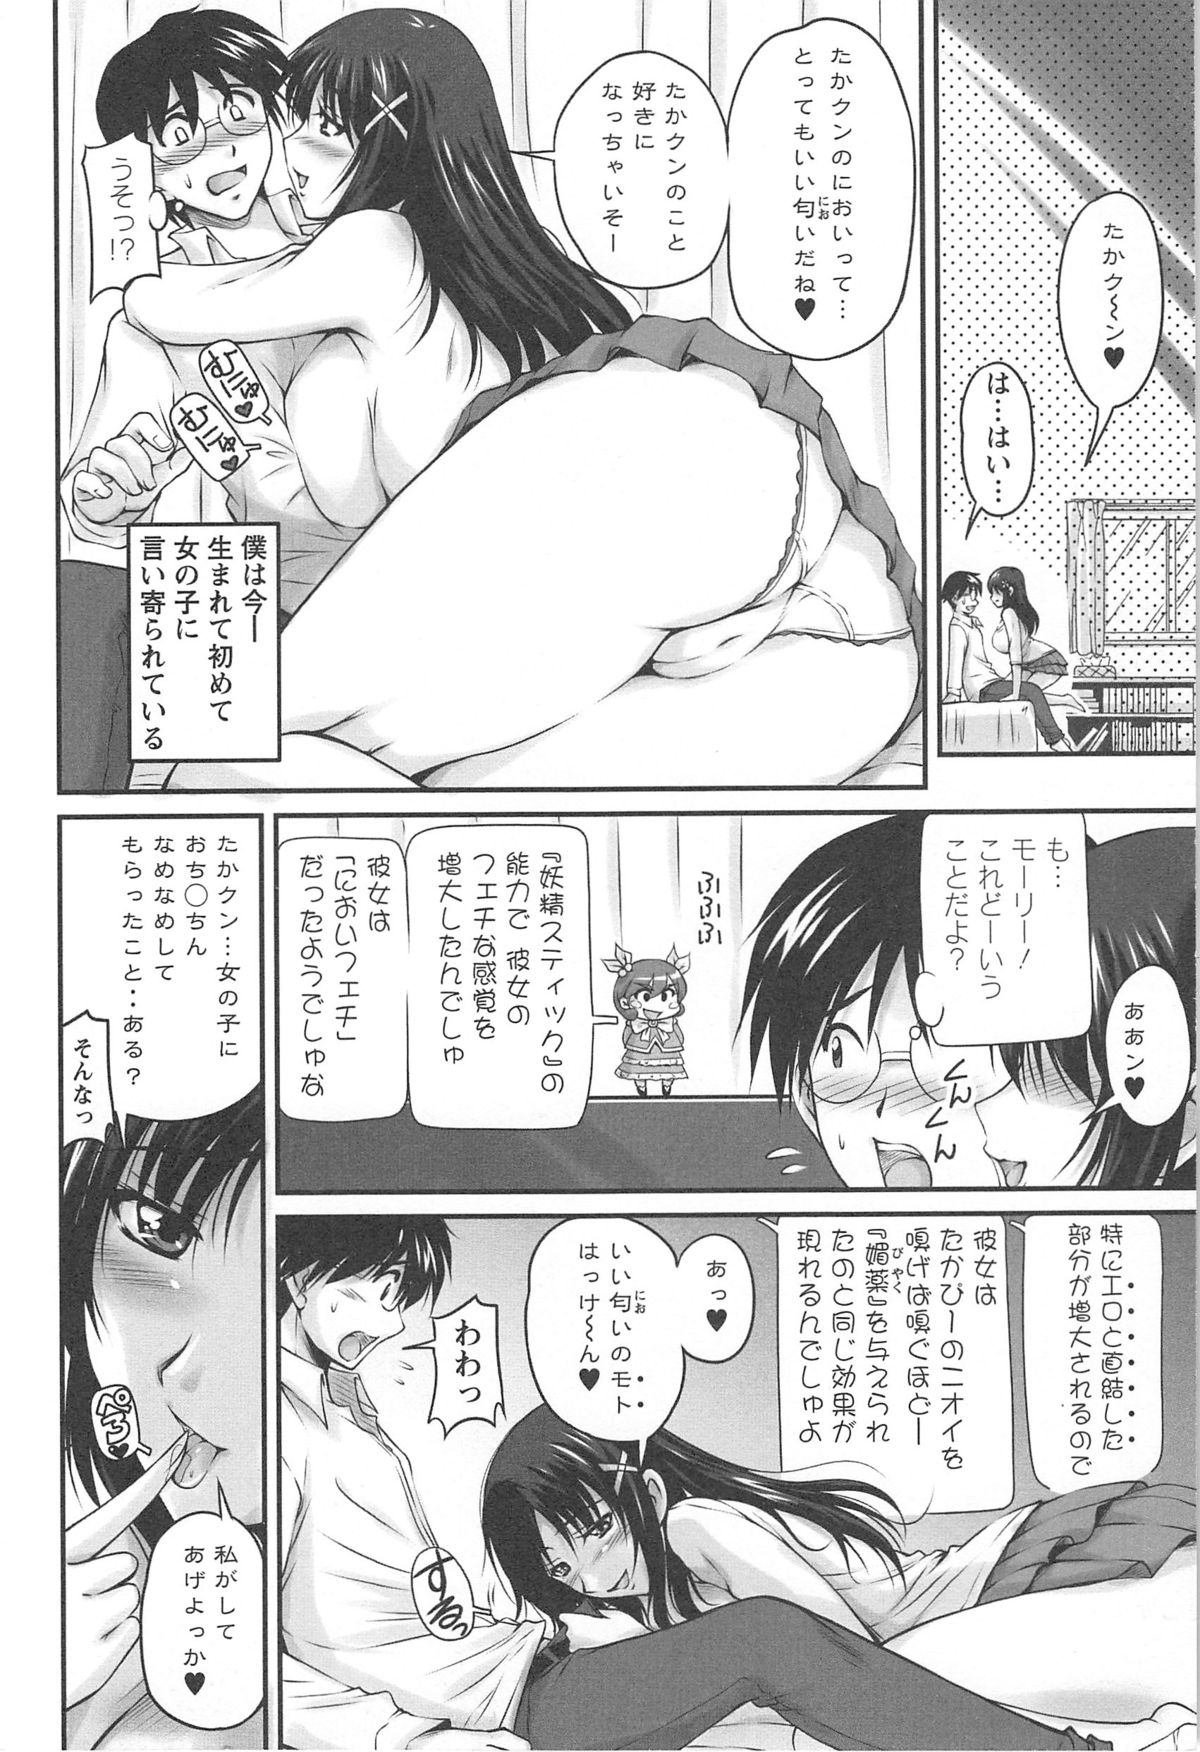 たかク〜ン♥
は…はい…
たかクンのにおいって…
とってもいい匂いだね♥
にお
たかクンのこと
好きに
なっちゃいそー
うそっ!?
むにゅ♥
むにゅ♥
僕は今ー
生まれて初めて
女の子に
言い寄られている
も…
モーリー!
これどーいう
ことだよ?
ああン♥
くんくん
ふふふ
『妖精スティック』の
能力で 彼女の
フェチな感覚を
増大したんでしゅ
彼女は
「においフェチ」
だったようでしゅな
特にエロと直結した
部分が増大されるので
彼女は
たかぴーのニオイを
嗅げば嗅ぐほどー
『媚薬』を与えられ
びやく
たのと同じ効果が
現れるんでしゅよ
あっ♥
いい匂いのモト
にお
はっけ〜ん♥
わわっ
するっ
たかクン…女の子に
おち〇ちん
なめなめして
もらったこと・ある?
そんなっ
ぺろっ♥
私がして
あげよっか♥